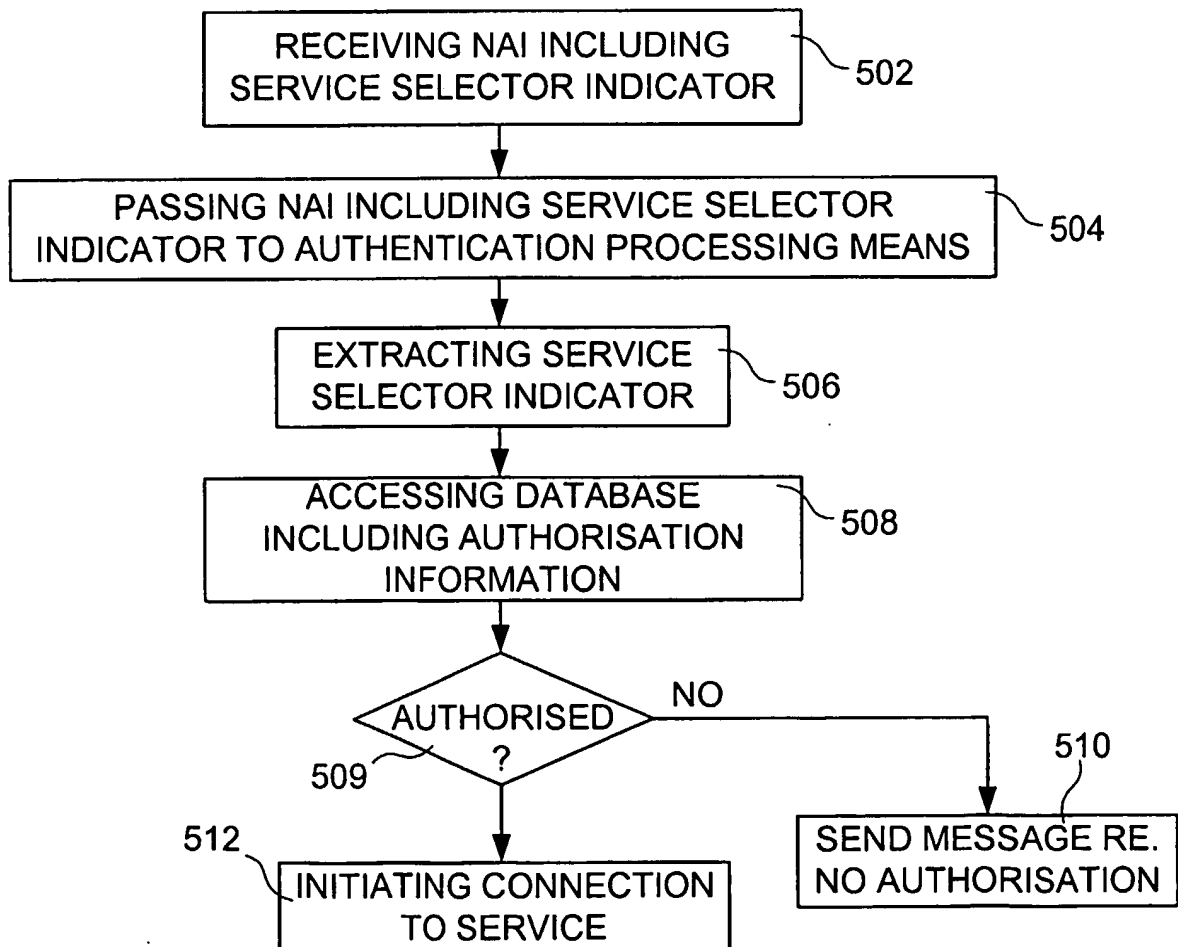 RECEIVING NAI INCLUDING
SERVICE SELECTOR INDICATOR
502
PASSING NAI INCLUDING SERVICE SELECTOR
INDICATOR TO AUTHENTICATION PROCESSING MEANS
504
EXTRACTING SERVICE
SELECTOR INDICATOR
506
ACCESSING DATABASE
INCLUDING AUTHORISATION
INFORMATION
508
AUTHORISED
?
509
NO
510
SEND MESSAGE RE.
NO AUTHORISATION
512
INITIATING CONNECTION
TO SERVICE